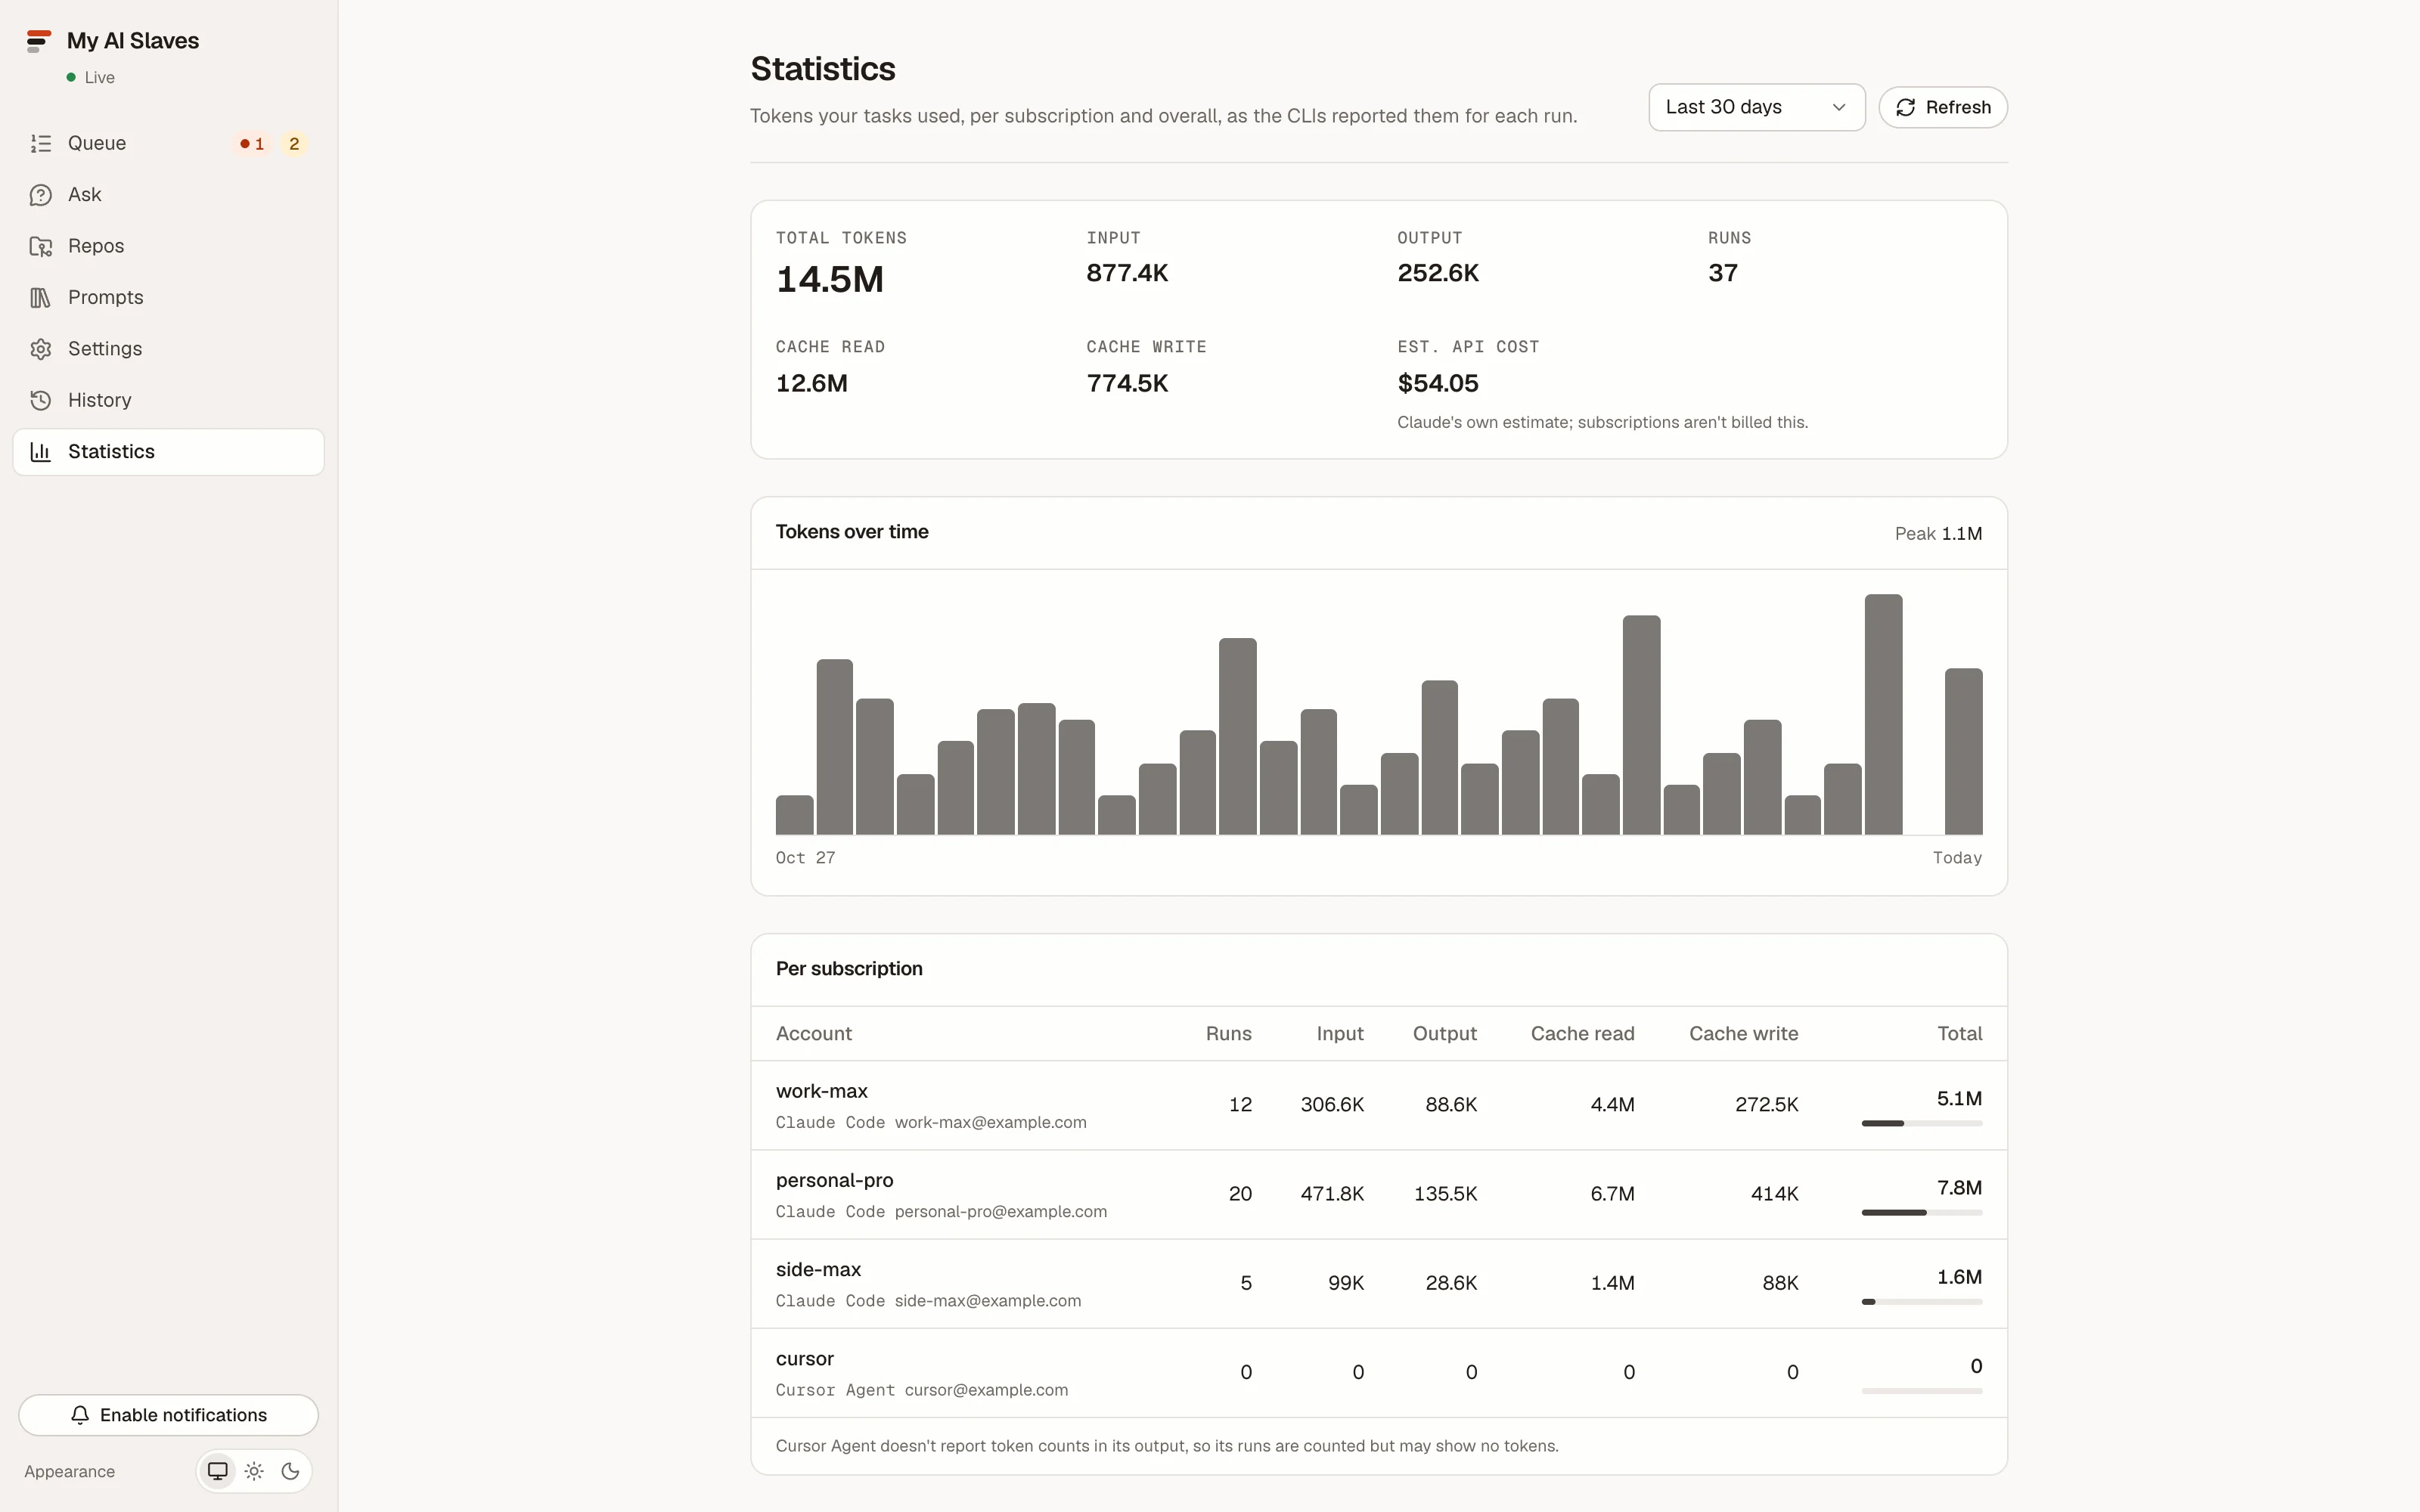 My AI Slaves
Live
Queue 1 2
Ask
Repos
Prompts
Settings
History
Statistics
Enable notifications
Appearance
Statistics
Tokens your tasks used, per subscription and overall, as the CLIs reported them for each run.
Last 30 days
Refresh
TOTAL TOKENS INPUT OUTPUT RUNS
14.5M 877.4K 252.6K 37
CACHE READ CACHE WRITE EST. API COST
12.6M 774.5K $54.05
Claude's own estimate; subscriptions aren't billed this.
Tokens over time Peak 1.1M
Oct 27 Today
Per subscription
Account Runs Input Output Cache read Cache write Total
work-max 12 306.6K 88.6K 4.4M 272.5K 5.1M
Claude Code work-max@example.com
personal-pro 20 471.8K 135.5K 6.7M 414K 7.8M
Claude Code personal-pro@example.com
side-max 5 99K 28.6K 1.4M 88K 1.6M
Claude Code side-max@example.com
cursor 0 0 0 0 0 0
Cursor Agent cursor@example.com
Cursor Agent doesn't report token counts in its output, so its runs are counted but may show no tokens.